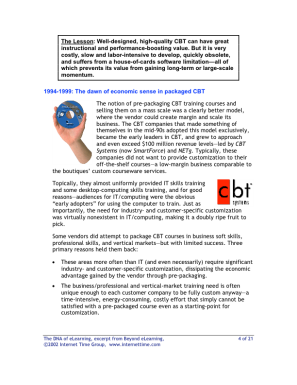 The Lesson: Well-designed, high-quality CBT can have great
instructional and performance-boosting value. But it is very
costly, slow and labor-intensive to develop, quickly obsolete,
and suffers from a house-of-cards software limitation—all of
which prevents its value from gaining long-term or large-scale
momentum.
1994-1999: The dawn of economic sense in packaged CBT
The notion of pre-packaging CBT training courses and
selling them on a mass scale was a clearly better model,
where the vendor could create margin and scale its
business. The CBT companies that made something of
themselves in the mid-90s adopted this model exclusively,
became the early leaders in CBT, and grew to approach
and even exceed $100 million revenue levels—led by CBT
Systems (now SmartForce) and NETg. Typically, these
companies did not want to provide customization to their
off-the-shelf courses—a low-margin business comparable to
the boutiques' custom courseware services.
Typically, they almost uniformly provided IT skills training
and some desktop-computing skills training, and for good
reasons—audiences for IT/computing were the obvious
"early adopters" for using the computer to train. Just as
importantly, the need for industry- and customer-specific customization
was virtually nonexistent in IT/computing, making it a doubly ripe fruit to
pick.
cbt
SYSTEMS
Some vendors did attempt to package CBT courses in business soft skills,
professional skills, and vertical markets—but with limited success. Three
primary reasons held them back:
• These areas more often than IT (and even necessarily) require significant
industry- and customer-specific customization, dissipating the economic
advantage gained by the vendor through pre-packaging.
• The business/professional and vertical-market training need is often
unique enough to each customer company to be fully custom anyway—a
time-intensive, energy-consuming, costly effort that simply cannot be
satisfied with a pre-packaged course even as a starting-point for
customization.
The DNA of eLearning, excerpt from Beyond eLearning, 4 of 21
©2002 Internet Time Group, www.internettime.com